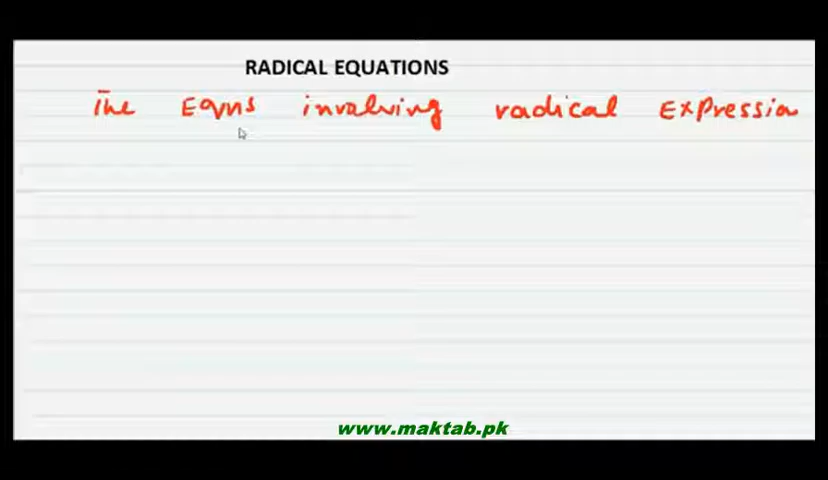 RADICAL EQUATIONS
The Eqns involving radical Expression
www.maktab.pk